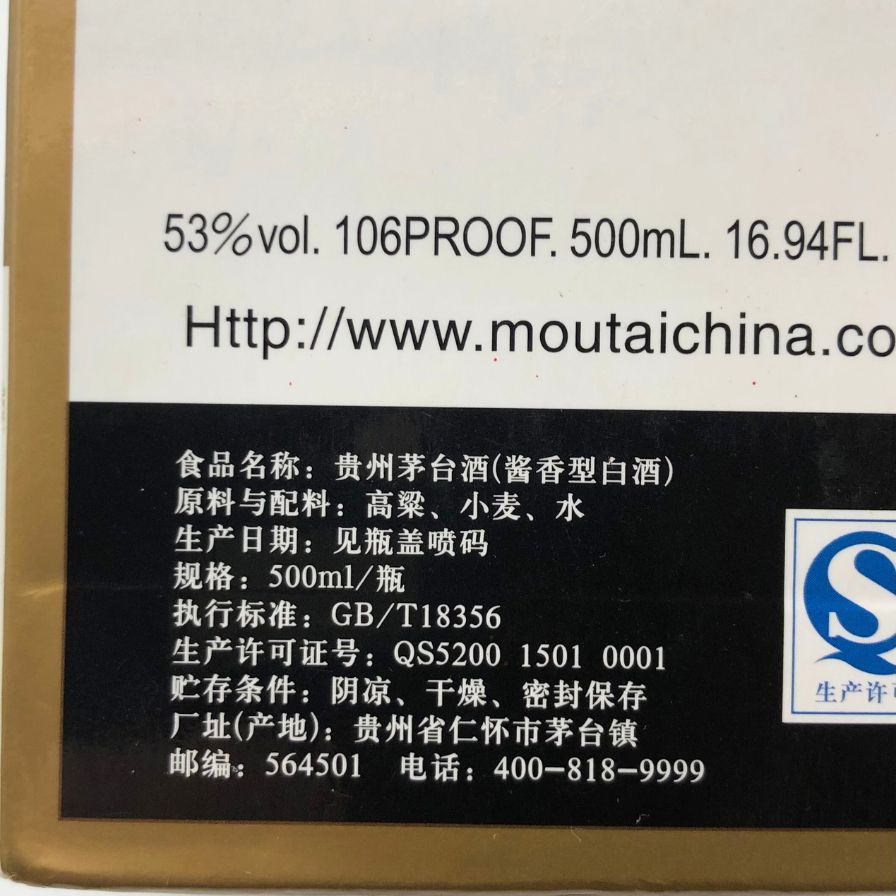 53%vol. 106PROOF. 500mL. 16.94FL.
Http://www.moutaichina.co
食品名称：贵州茅台酒(酱香型白酒)
原料与配料：高粱、小麦、水
生产日期：见瓶盖喷码
规格：500ml/瓶
执行标准：GB/T18356
生产许可证号：QS5200 1501 0001
贮存条件：阴凉、干燥、密封保存
厂址(产地)：贵州省仁怀市茅台镇
邮编：564501 电话：400-818-9999
生产许